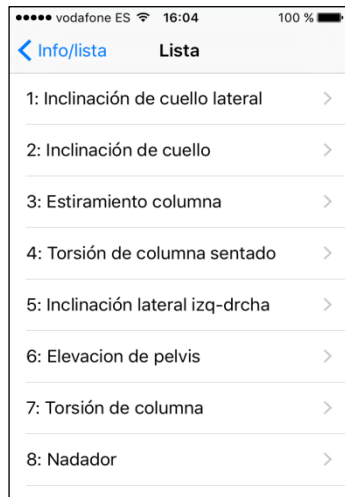 vodafone ES 16:04 100 %
Info/lista Lista
1: Inclinación de cuello lateral
2: Inclinación de cuello
3: Estiramiento columna
4: Torsión de columna sentado
5: Inclinación lateral izq-drcha
6: Elevacion de pelvis
7: Torsión de columna
8: Nadador